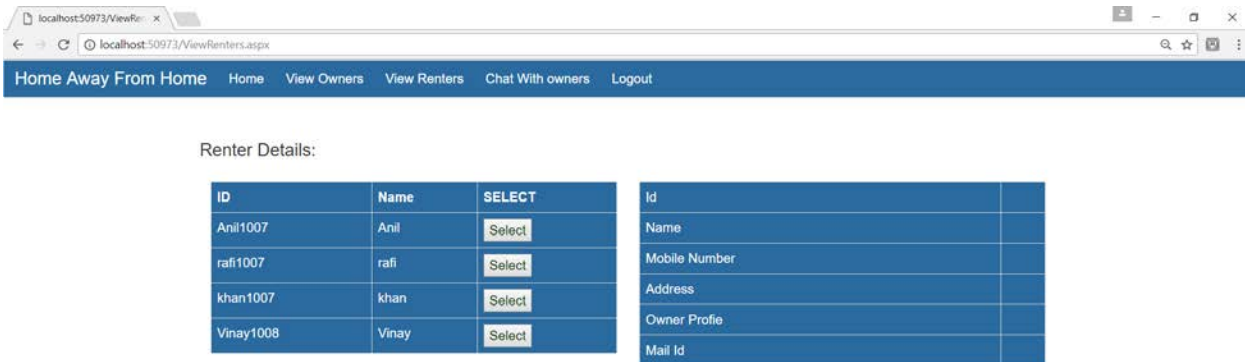 localhost:50973/ViewRe
localhost:50973/ViewRenters.aspx
Home Away From Home Home View Owners View Renters Chat With owners Logout
Renter Details:
ID Name SELECT
Anil1007 Anil Select
rafi1007 rafi Select
khan1007 khan Select
Vinay1008 Vinay Select
Id
Name
Mobile Number
Address
Owner Profie
Mail Id